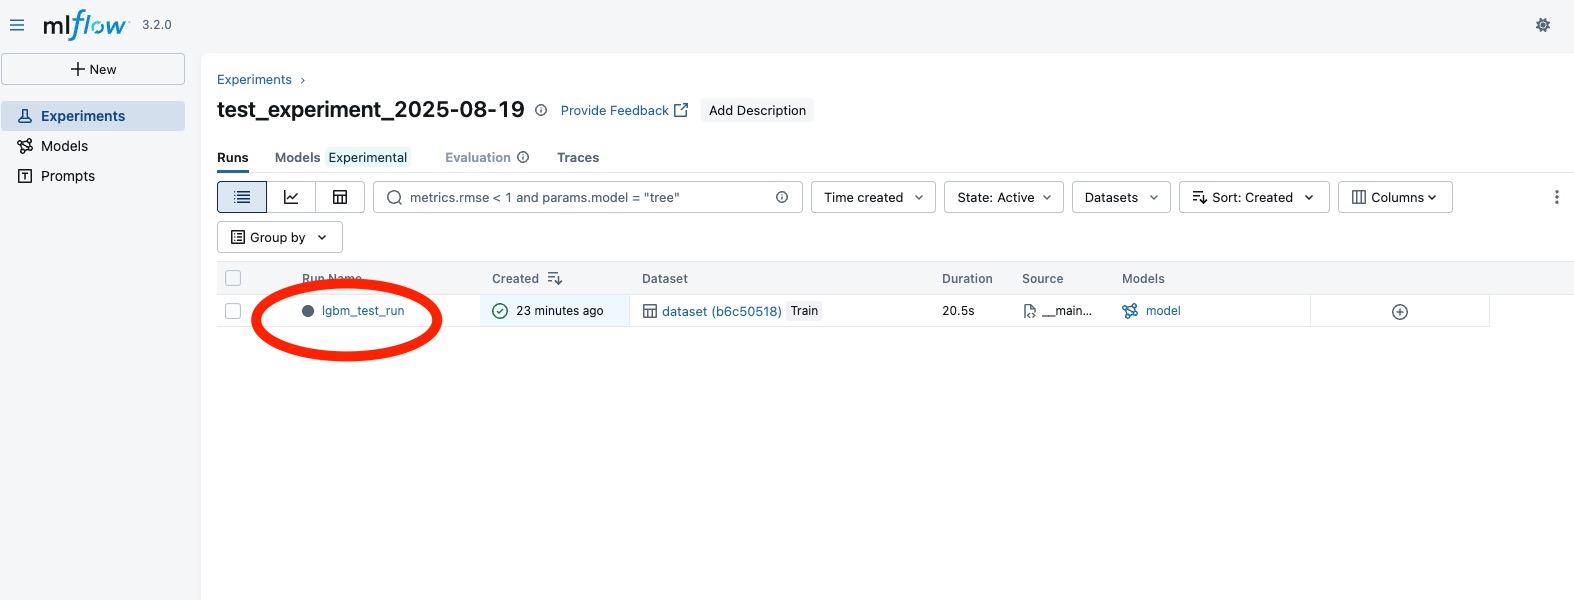 mlflow 3.2.0
New
Experiments
Models
Prompts
Experiments ›
test_experiment_2025-08-19 Provide Feedback Add Description
Runs Models Experimental Evaluation Traces
metrics.rmse < 1 and params.model = "tree" Time created State: Active Datasets Sort: Created Columns
Group by
Run Name Created Dataset Duration Source Models
lgbm_test_run 23 minutes ago dataset (b6c50518) Train 20.5s __main... model